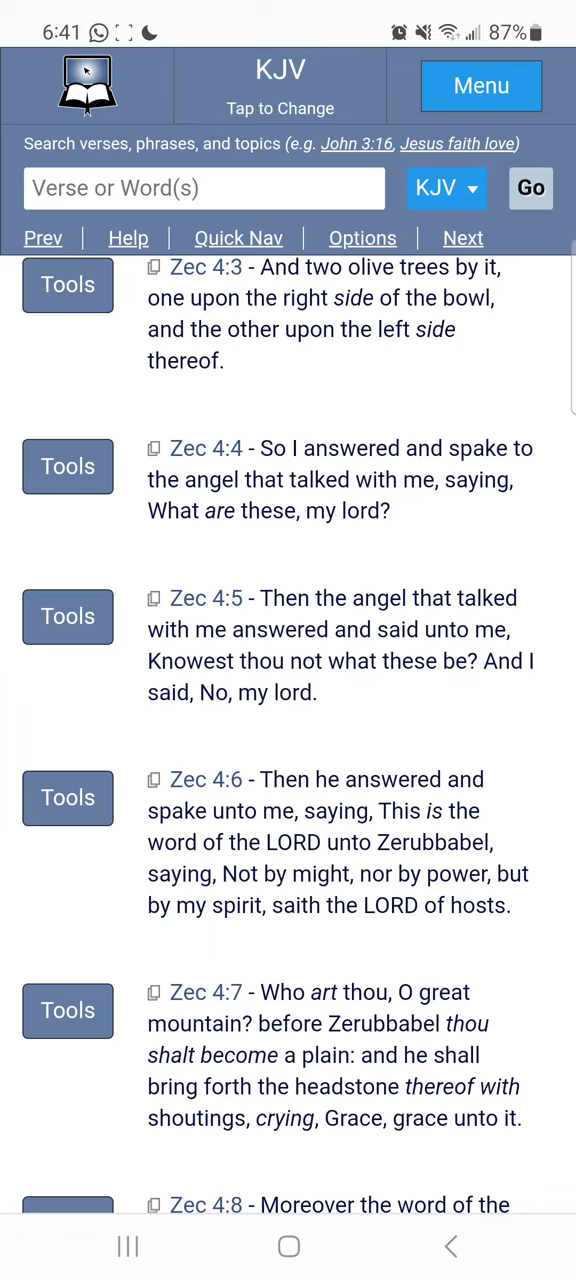 6:41
87%
KJV
Tap to Change
Menu
Search verses, phrases, and topics (e.g. John 3:16, Jesus faith love)
Verse or Word(s)
KJV
Go
Prev
Help
Quick Nav
Options
Next
Tools
Zec 4:3 - And two olive trees by it,
one upon the right side of the bowl,
and the other upon the left side
thereof.
Tools
Zec 4:4 - So I answered and spake to
the angel that talked with me, saying,
What are these, my lord?
Tools
Zec 4:5 - Then the angel that talked
with me answered and said unto me,
Knowest thou not what these be? And I
said, No, my lord.
Tools
Zec 4:6 - Then he answered and
spake unto me, saying, This is the
word of the LORD unto Zerubbabel,
saying, Not by might, nor by power, but
by my spirit, saith the LORD of hosts.
Tools
Zec 4:7 - Who art thou, O great
mountain? before Zerubbabel thou
shalt become a plain: and he shall
bring forth the headstone thereof with
shoutings, crying, Grace, grace unto it.
Zec 4:8 - Moreover the word of the